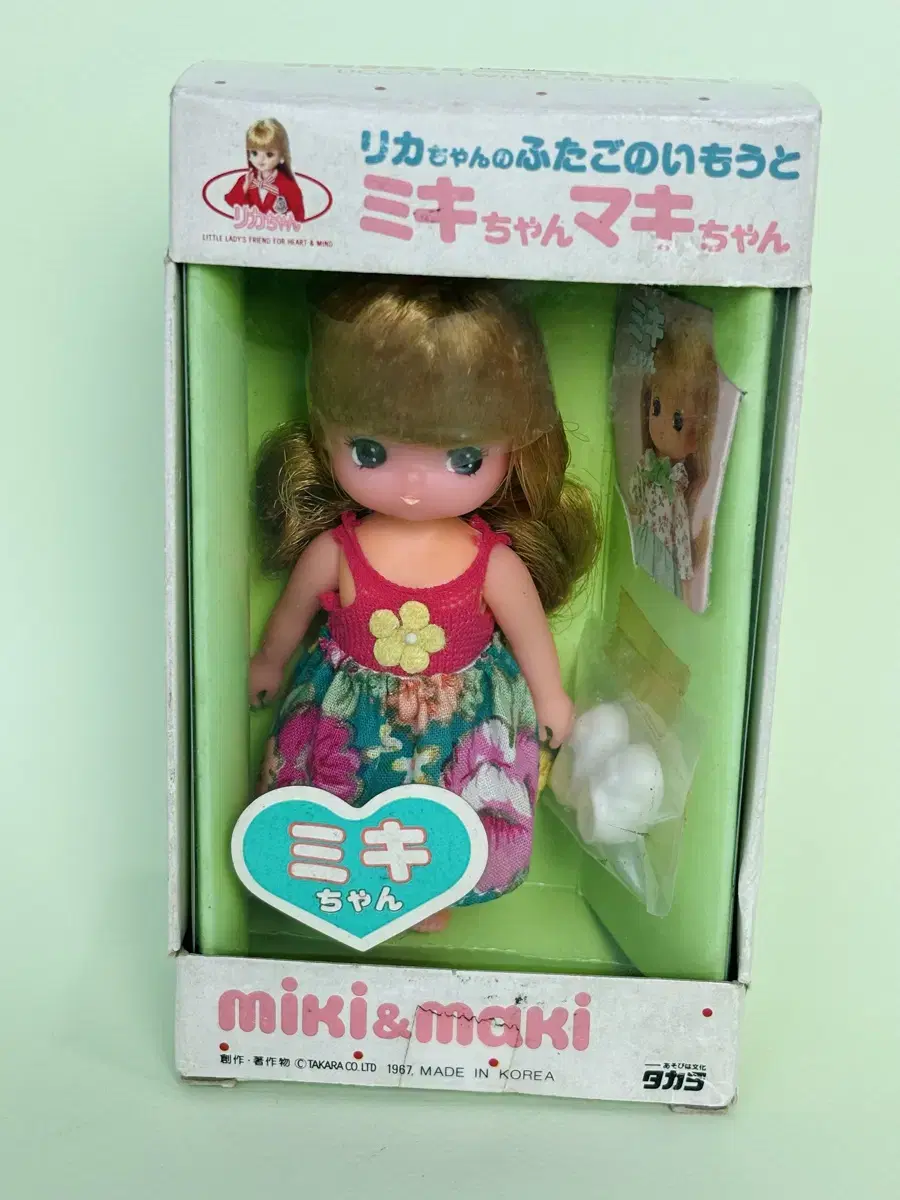 リカちゃん
LITTLE LADY'S FRIEND FOR HEART & MIND
リカちゃんのふたごのいもうと
ミキちゃんマキちゃん
ミキ
ミキ
ちゃん
miki&maki
創作・著作物 ©TAKARA CO.LTD 1967. MADE IN KOREA
あそびは文化
タカラ